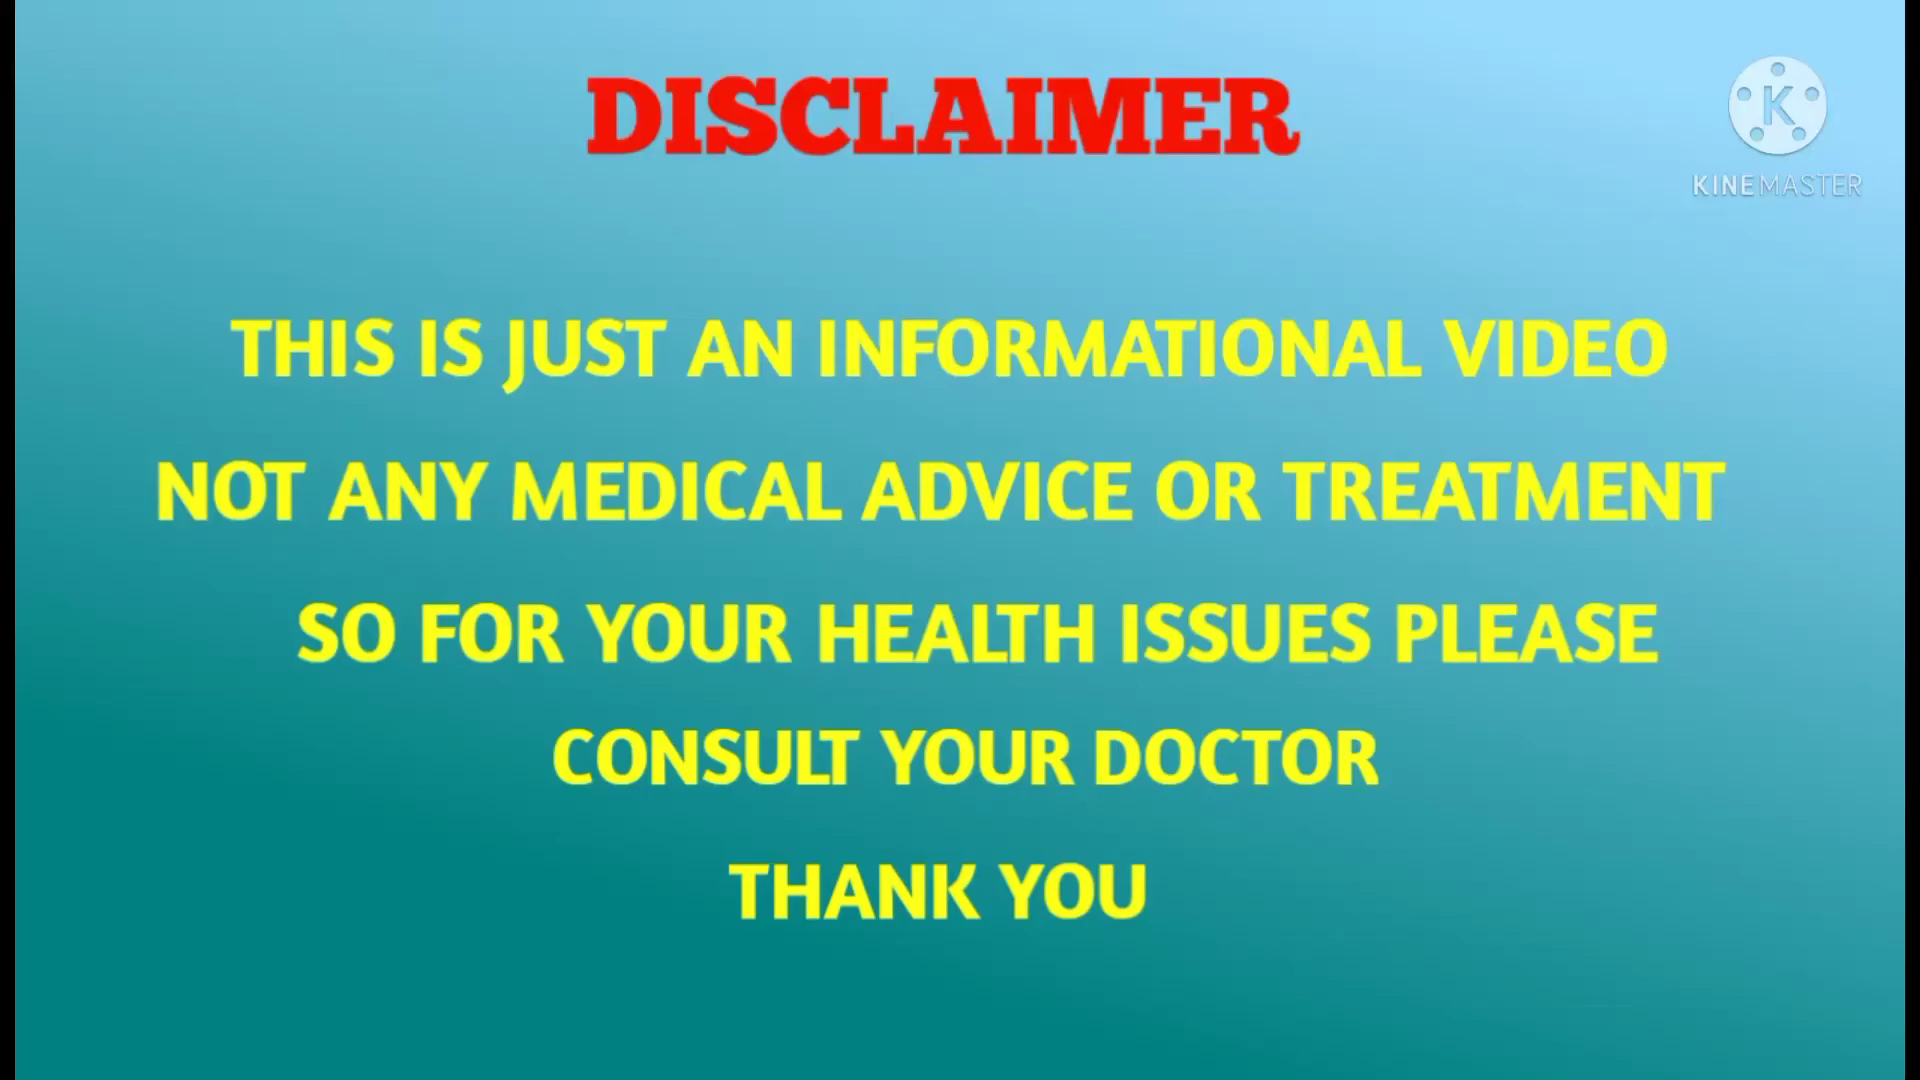 DISCLAIMER
K
KINEMASTER
THIS IS JUST AN INFORMATIONAL VIDEO
NOT ANY MEDICAL ADVICE OR TREATMENT
SO FOR YOUR HEALTH ISSUES PLEASE
CONSULT YOUR DOCTOR
THANK YOU